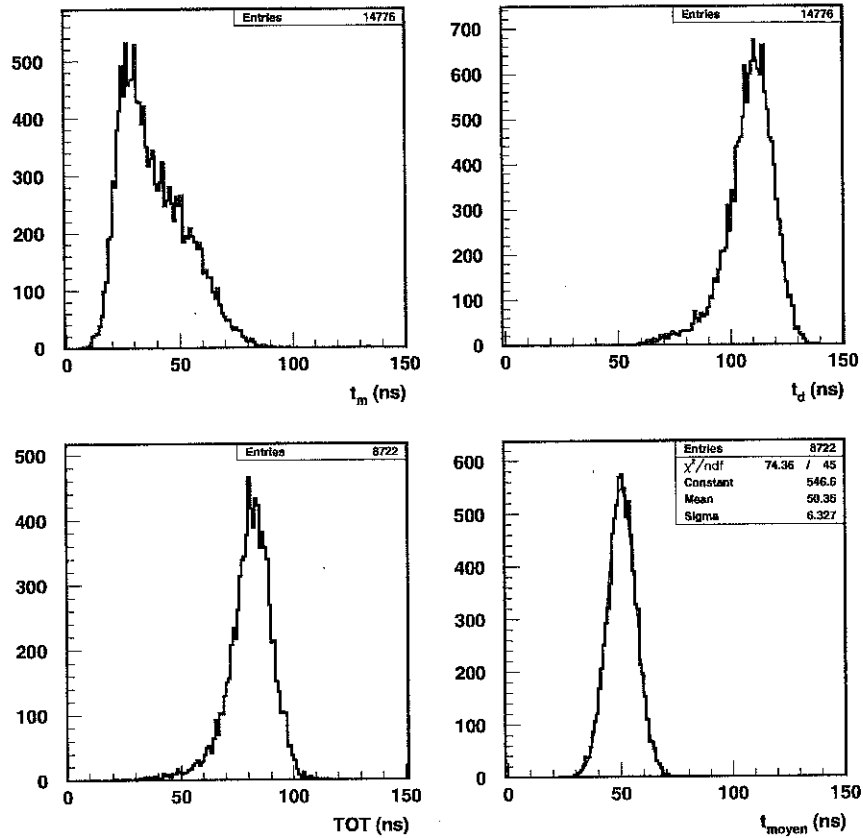 Entries 14776
500
400
300
200
100
0
0 50 100 150
t_m (ns)
Entries 14776
700
600
500
400
300
200
100
0
0 50 100 150
t_d (ns)
Entries 8722
500
400
300
200
100
0
0 50 100 150
TOT (ns)
Entries 8722
χ²/ndf 74.36 / 45
Constant 546.6
Mean 50.36
Sigma 6.327
600
500
400
300
200
100
0
0 50 100 150
t_moyen (ns)